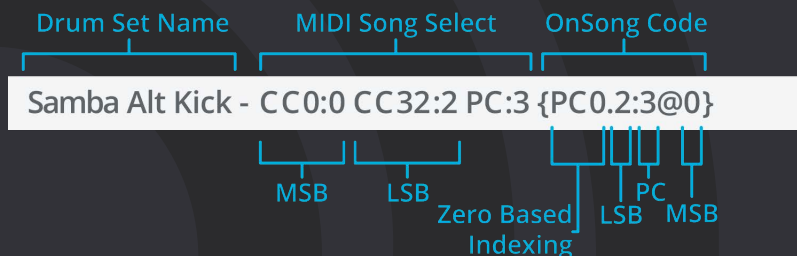 Drum Set Name MIDI Song Select OnSong Code
Samba Alt Kick - CC0:0 CC32:2 PC:3 {PC0.2:3@0}
MSB LSB PC
Zero Based LSB MSB
Indexing